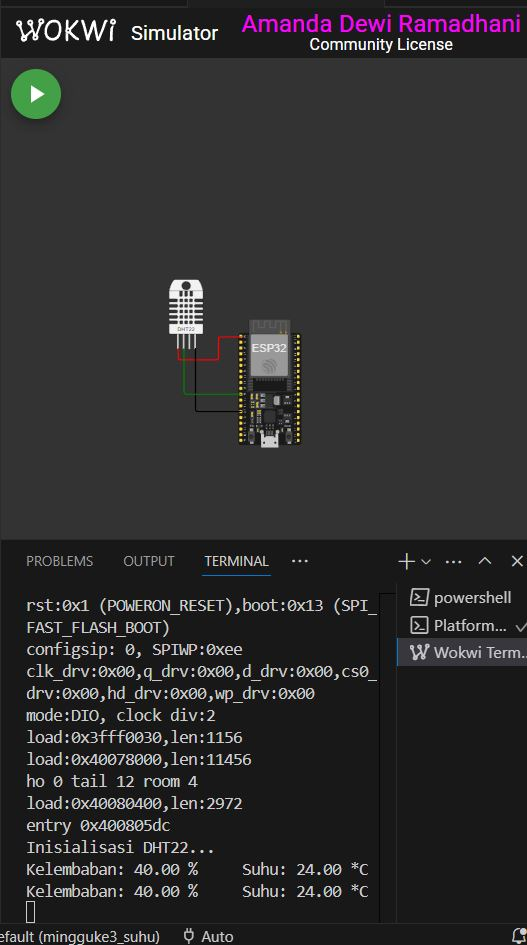 WOKWI Simulator
Amanda Dewi Ramadhani
Community License
DHT22
ESP32
PROBLEMS OUTPUT TERMINAL ...
rst:0x1 (POWERON_RESET),boot:0x13 (SPI_
FAST_FLASH_BOOT)
configsip: 0, SPIWP:0xee
clk_drv:0x00,q_drv:0x00,d_drv:0x00,cs0_
drv:0x00,hd_drv:0x00,wp_drv:0x00
mode:DIO, clock div:2
load:0x3fff0030,len:1156
load:0x40078000,len:11456
ho 0 tail 12 room 4
load:0x40080400,len:2972
entry 0x400805dc
Inisialisasi DHT22...
Kelembaban: 40.00 % Suhu: 24.00 *C
Kelembaban: 40.00 % Suhu: 24.00 *C
powershell
Platform...
Wokwi Term...
efault (mingguke3_suhu) Auto